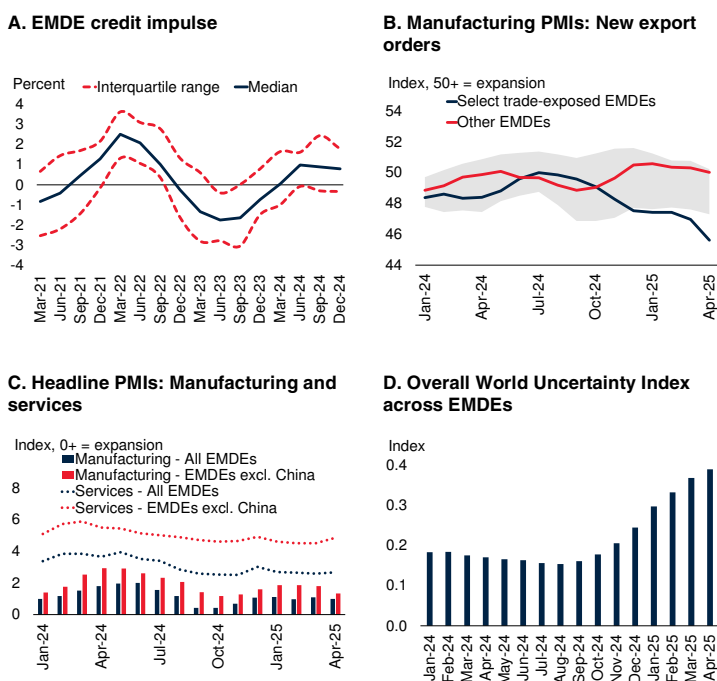 A. EMDE credit impulse
Percent
Interquartile range
Median
4
3
2
1
0
-1
-2
-3
-4
Mar-21
Jun-21
Sep-21
Dec-21
Mar-22
Jun-22
Sep-22
Dec-22
Mar-23
Jun-23
Sep-23
Dec-23
Mar-24
Jun-24
Sep-24
Dec-24
B. Manufacturing PMIs: New export
orders
Index, 50+ = expansion
Select trade-exposed EMDEs
Other EMDEs
54
52
50
48
46
44
Jan-24
Apr-24
Jul-24
Oct-24
Jan-25
Apr-25
C. Headline PMIs: Manufacturing and
services
Index, 0+ = expansion
Manufacturing - All EMDEs
Manufacturing - EMDEs excl. China
Services - All EMDEs
Services - EMDEs excl. China
8
6
4
2
0
Jan-24
Apr-24
Jul-24
Oct-24
Jan-25
Apr-25
D. Overall World Uncertainty Index
across EMDEs
Index
0.4
0.3
0.2
0.1
0.0
Jan-24
Feb-24
Mar-24
Apr-24
May-24
Jun-24
Jul-24
Aug-24
Sep-24
Oct-24
Nov-24
Dec-24
Jan-25
Feb-25
Mar-25
Apr-25